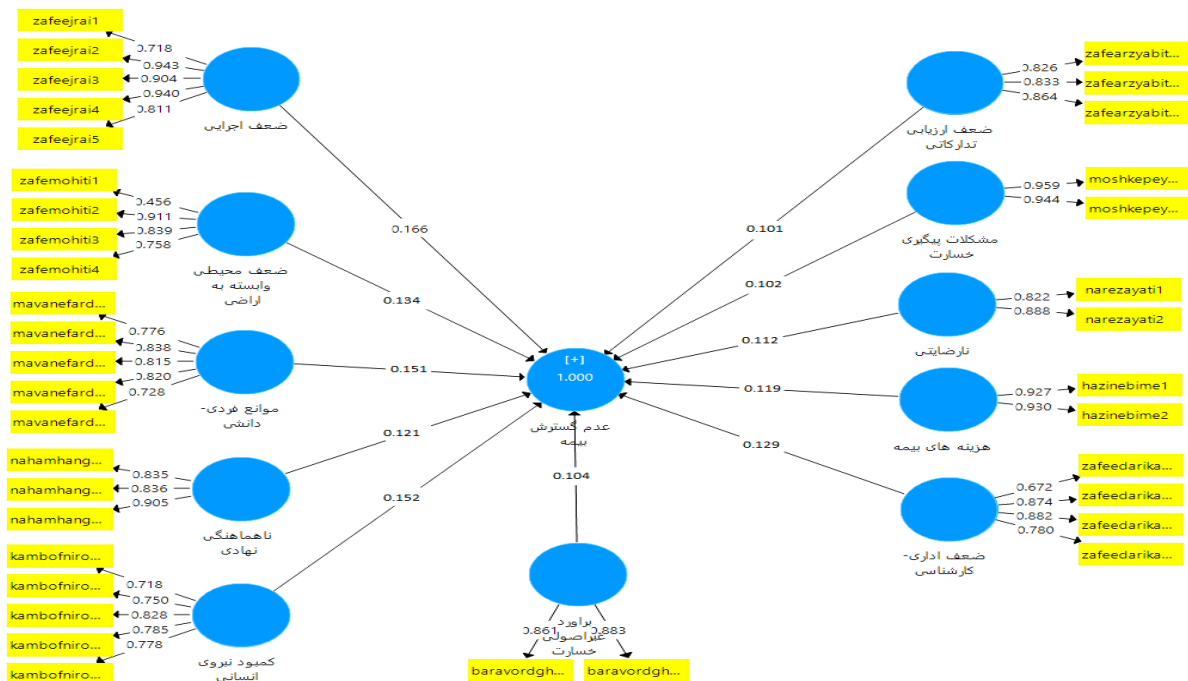 zafeejrai1
zafeejrai2
zafeejrai3
zafeejrai4
zafeejrai5
0.718
0.943
0.904
0.940
0.811
ضعف اجرایی
0.166
zafemohiti1
zafemohiti2
zafemohiti3
zafemohiti4
0.456
0.911
0.839
0.758
ضعف محیطی
وابسته به
اراضی
0.134
mavanefard...
mavanefard...
mavanefard...
mavanefard...
mavanefard...
0.776
0.838
0.815
0.820
0.728
موانع فردی-
دانشی
0.151
nahamhang...
nahamhang...
nahamhang...
0.835
0.836
0.905
ناهماهنگی
نهادی
0.121
kambofniro...
kambofniro...
kambofniro...
kambofniro...
kambofniro...
0.718
0.750
0.828
0.785
0.778
کمبود نیروی
انسانی
0.152
[+]
1.000
عدم گسترش
بیمه
0.104
براورد
غیراصولی
خسارت
0.861
0.883
baravordgh...
baravordgh...
zafearzyabit...
zafearzyabit...
zafearzyabit...
0.826
0.833
0.864
ضعف ارزیابی
تدارکاتی
0.101
moshkepey...
moshkepey...
0.959
0.944
مشکلات پیگیری
خسارت
0.102
narezayati1
narezayati2
0.822
0.888
نارضایتی
0.112
hazinebime1
hazinebime2
0.927
0.930
هزینه های بیمه
0.119
zafeedarika...
zafeedarika...
zafeedarika...
zafeedarika...
0.672
0.874
0.882
0.780
ضعف اداری-
کارشناسی
0.129